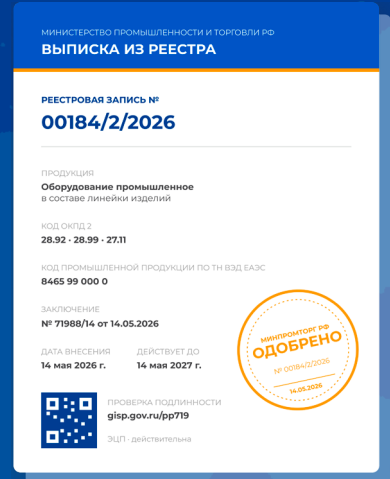 МИНИСТЕРСТВО ПРОМЫШЛЕННОСТИ И ТОРГОВЛИ РФ
ВЫПИСКА ИЗ РЕЕСТРА
РЕЕСТРОВАЯ ЗАПИСЬ №
00184/2/2026
ПРОДУКЦИЯ
Оборудование промышленное
в составе линейки изделий
КОД ОКПД 2
28.92 · 28.99 · 27.11
КОД ПРОМЫШЛЕННОЙ ПРОДУКЦИИ ПО ТН ВЭД ЕАЭС
8465 99 000 0
ЗАКЛЮЧЕНИЕ
№ 71988/14 от 14.05.2026
ДАТА ВНЕСЕНИЯ
14 мая 2026 г.
ДЕЙСТВУЕТ ДО
14 мая 2027 г.
МИНПРОМТОРГ РФ
ОДОБРЕНО
№ 00184/2/2026
14.05.2026
ПРОВЕРКА ПОДЛИННОСТИ
gisp.gov.ru/pp719
ЭЦП · действительна